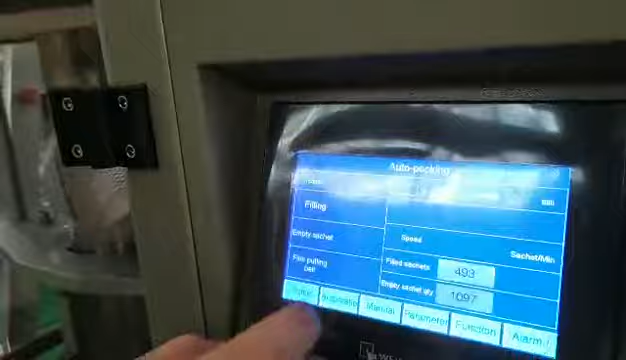 Auto-packing
Filling
Empty sachet
Speed
Sachet/Min
Film pulling
belt
Filled sachets
493
Empty sachet qty
1097
Manual
Parameter
Function
Alarm